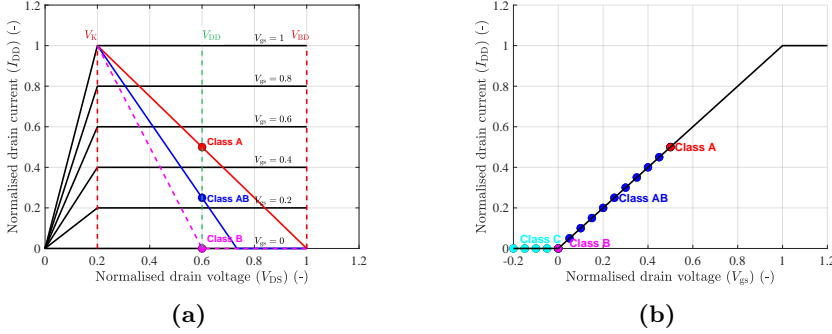 Normalised drain current (I_DD) (-)
1.2
1
0.8
0.6
0.4
0.2
0
V_K
V_DD
V_BD
V_gs = 1
V_gs = 0.8
V_gs = 0.6
V_gs = 0.4
V_gs = 0.2
V_gs = 0
Class A
Class AB
Class B
0
0.2
0.4
0.6
0.8
1.0
1.2
Normalised drain voltage (V_DS) (-)
(a)
Normalised drain current (I_DD) (-)
1.2
1
0.8
0.6
0.4
0.2
0
Class A
Class AB
Class C
Class B
-0.2
0
0.2
0.4
0.6
0.8
1.0
1.2
Normalised drain voltage (V_gs) (-)
(b)